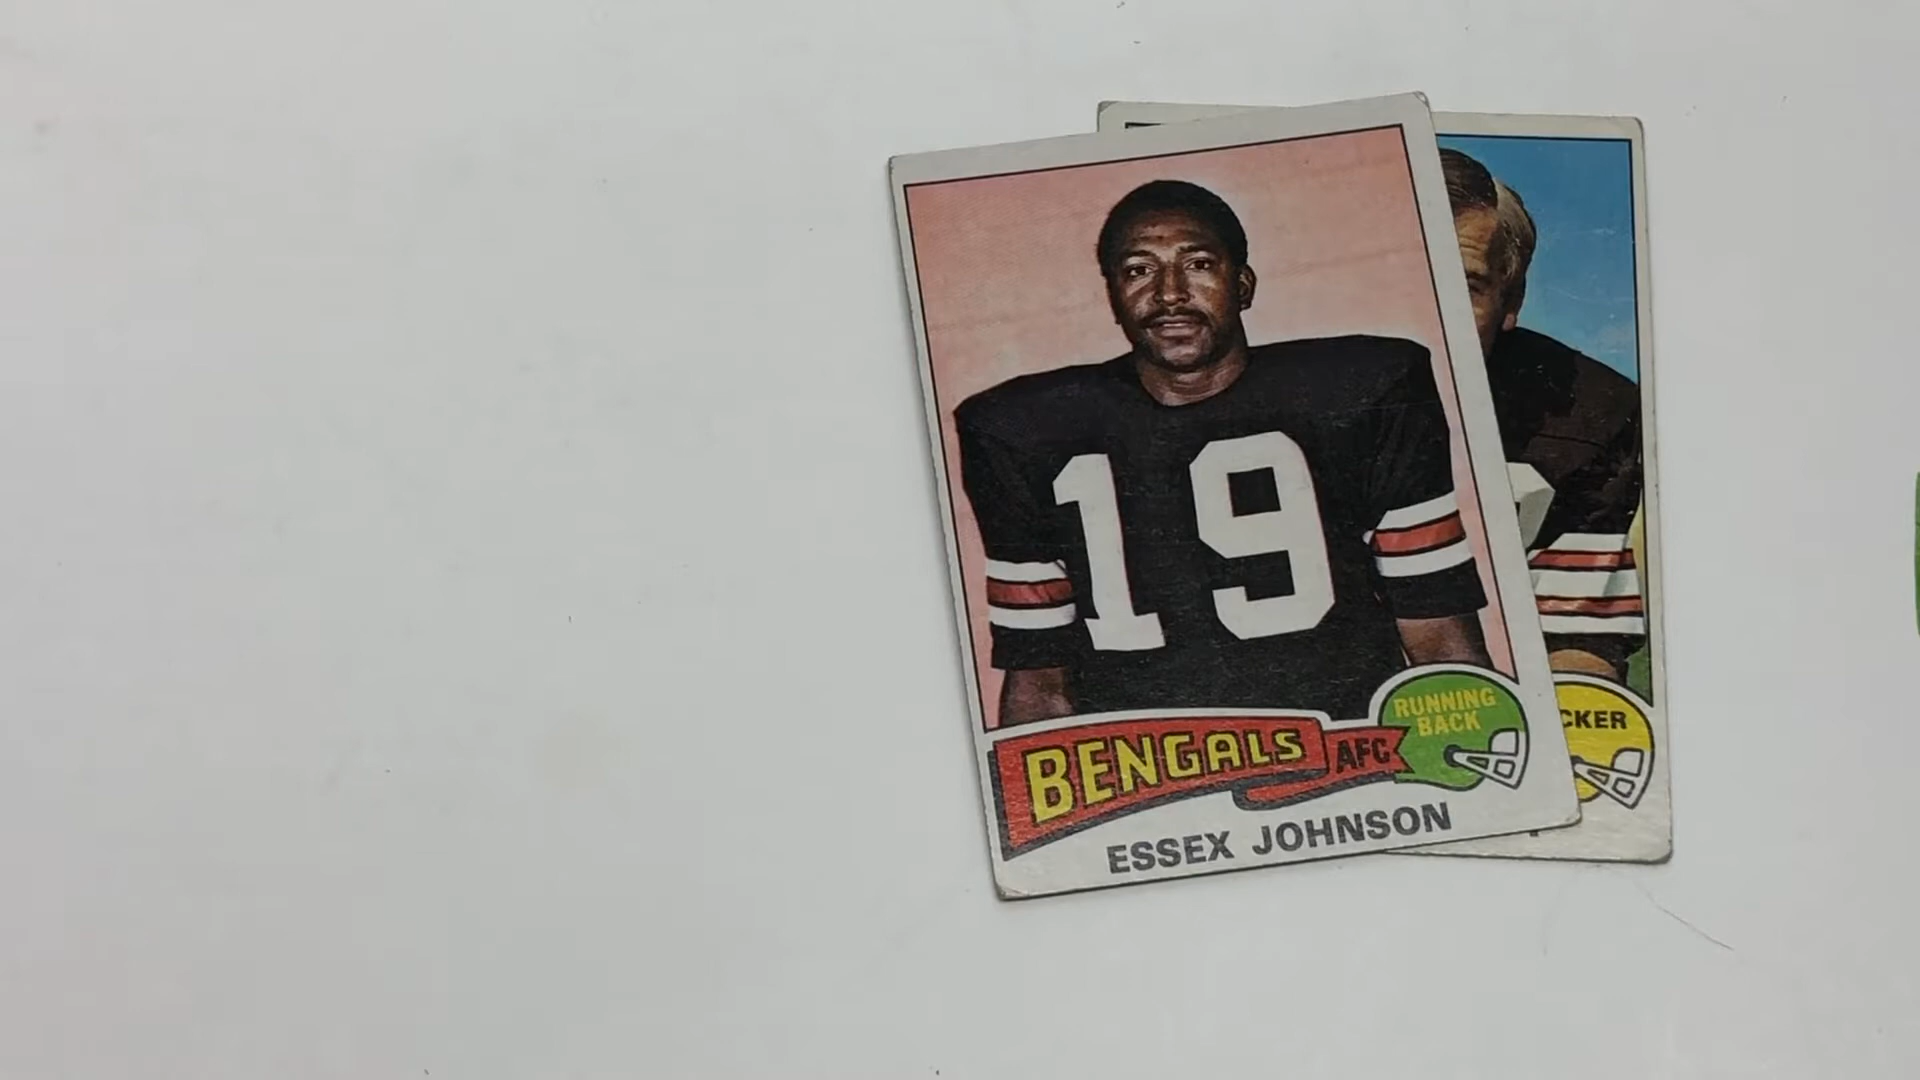 19
RUNNING
BACK
BENGALS AFC
ESSEX JOHNSON
CKER